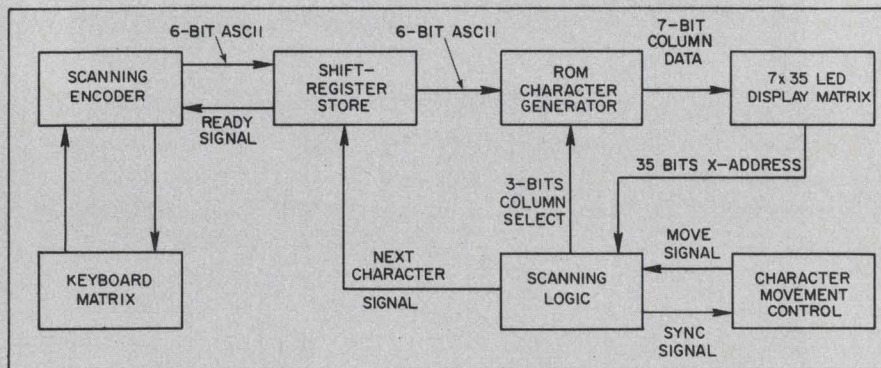 6-BIT ASCII
6-BIT ASCII
7-BIT
COLUMN
DATA
SCANNING
ENCODER
SHIFT-
REGISTER
STORE
ROM
CHARACTER
GENERATOR
7x35 LED
DISPLAY MATRIX
READY
SIGNAL
35 BITS X-ADDRESS
3-BITS
COLUMN
SELECT
MOVE
SIGNAL
KEYBOARD
MATRIX
NEXT
CHARACTER
SIGNAL
SCANNING
LOGIC
CHARACTER
MOVEMENT
CONTROL
SYNC
SIGNAL